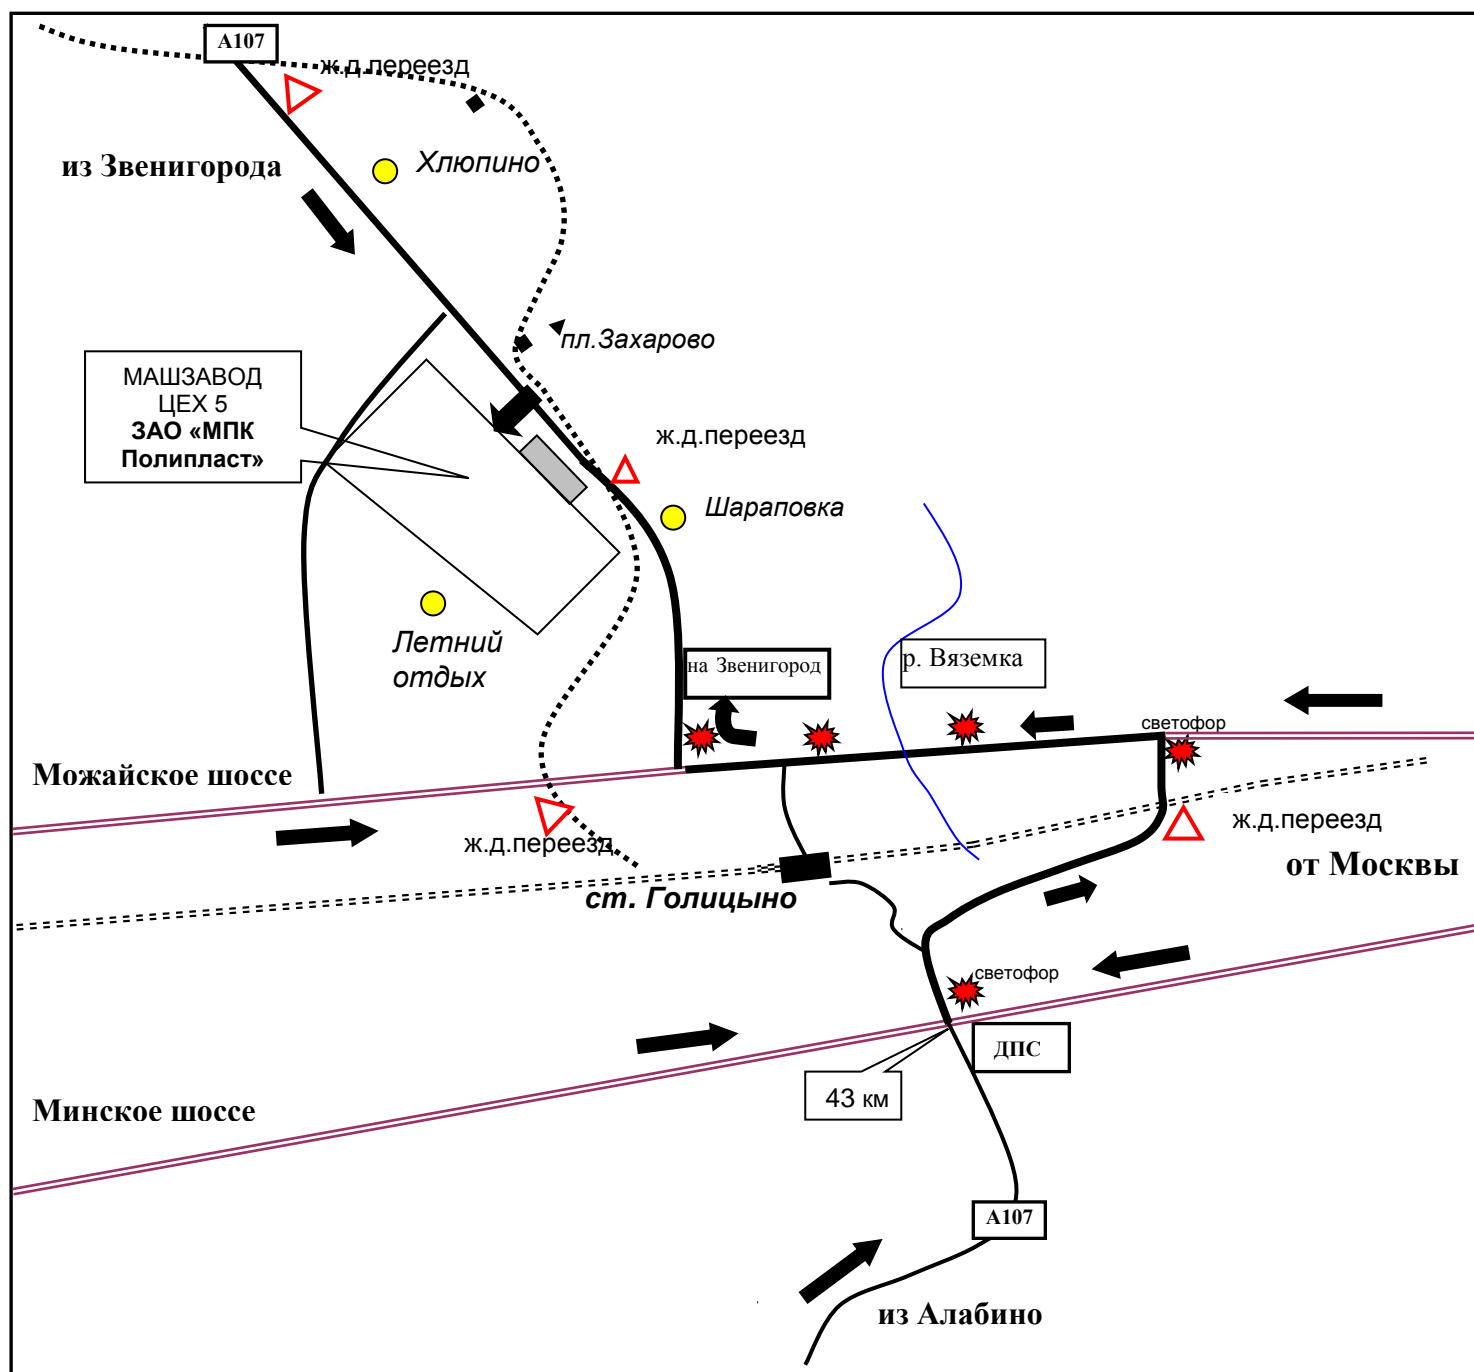 А107
ж.д.переезд
из Звенигорода
Хлюпино
пл.Захарово
МАШЗАВОД
ЦЕХ 5
ЗАО «МПК
Полипласт»
ж.д.переезд
Шараповка
Летний
отдых
на Звенигород
р. Вяземка
светофор
Можайское шоссе
ж.д.переезд
ж.д.переезд
от Москвы
ст. Голицыно
светофор
ДПС
43 км
Минское шоссе
А107
из Алабино